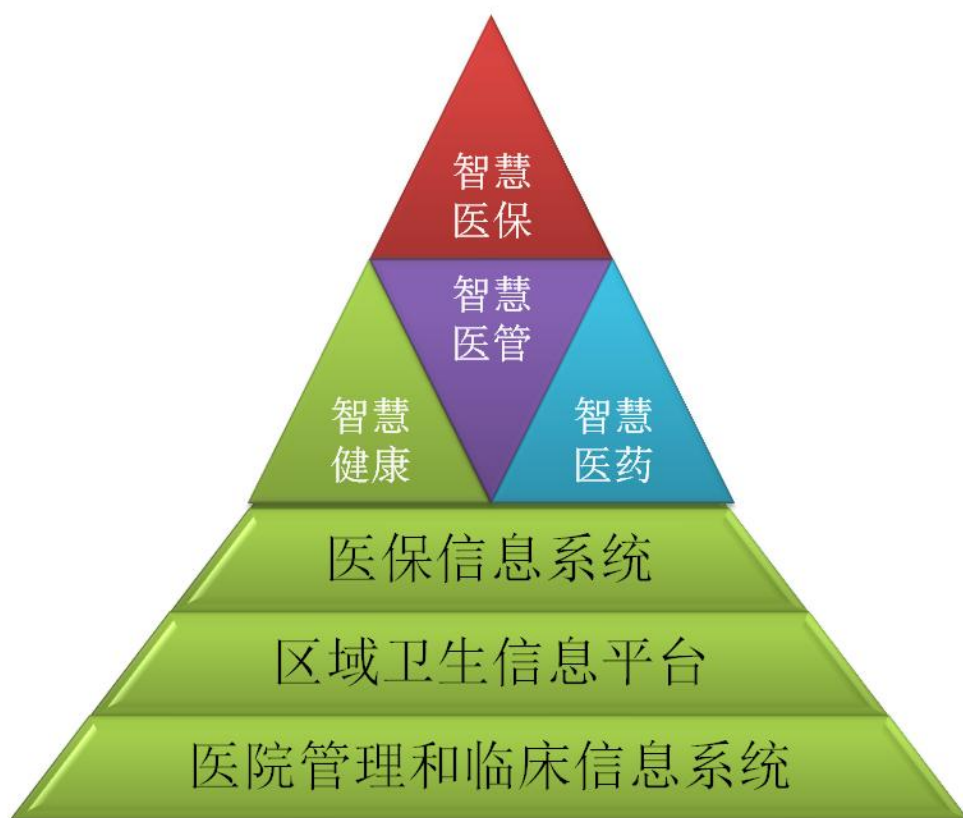 智慧
医保
智慧
医管
智慧
健康
智慧
医药
医保信息系统
区域卫生信息平台
医院管理和临床信息系统